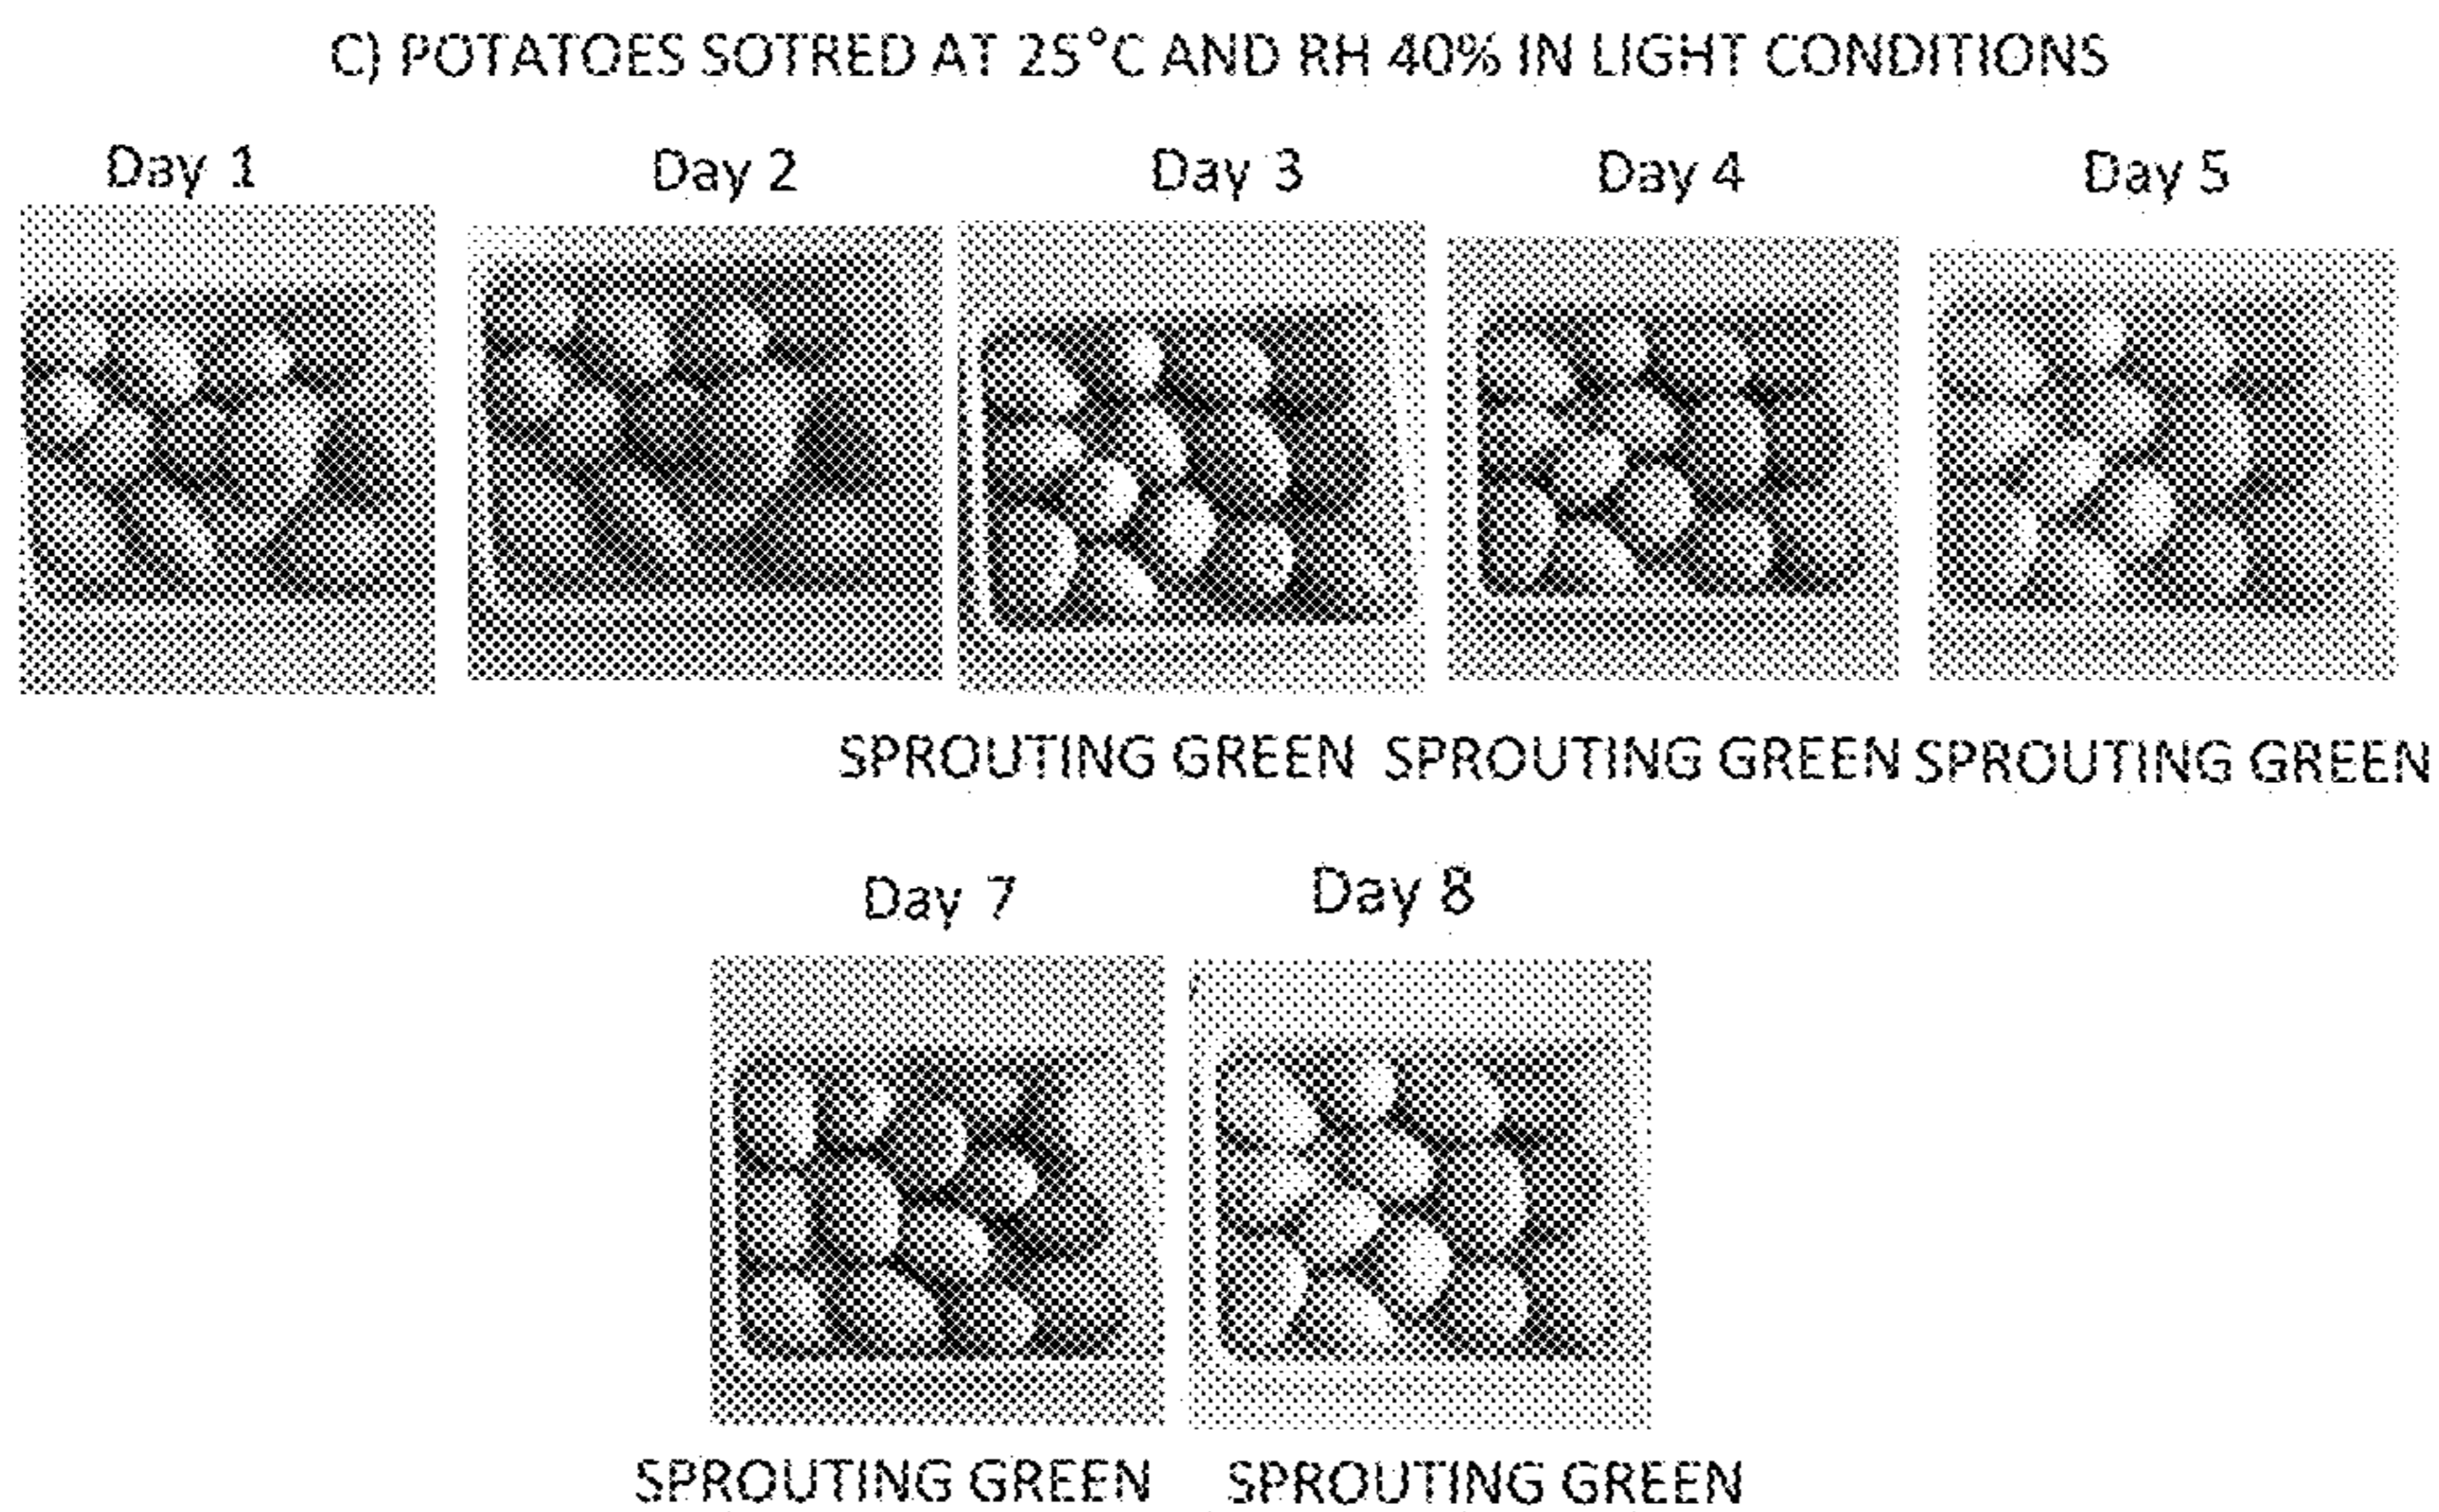 C) POTATOES SOTRED AT 25°C AND RH 40% IN LIGHT CONDITIONS
Day 1 Day 2 Day 3 Day 4 Day 5
SPROUTING GREEN SPROUTING GREEN SPROUTING GREEN
Day 7 Day 8
SPROUTING GREEN SPROUTING GREEN